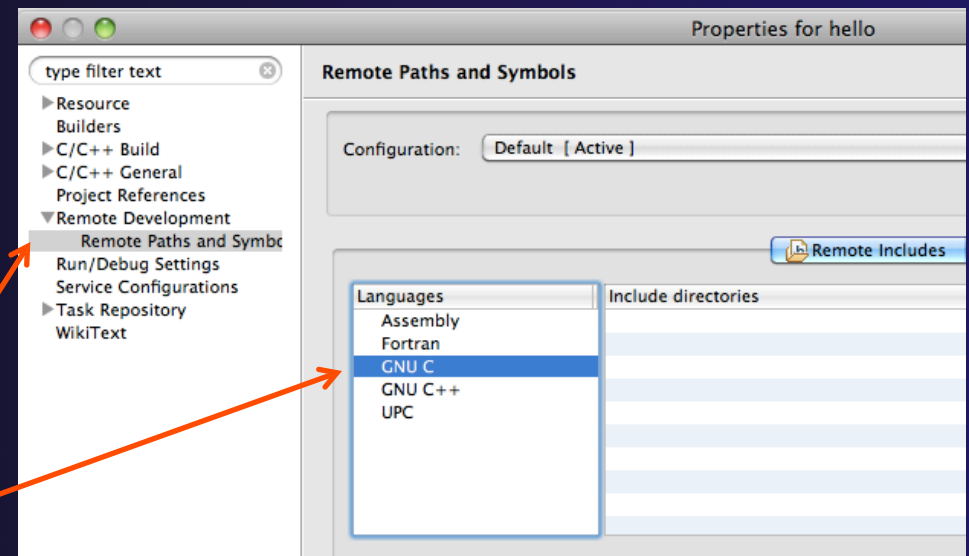 Properties for hello
type filter text
Resource
Builders
C/C++ Build
C/C++ General
Project References
Remote Development
Remote Paths and Symbo
Run/Debug Settings
Service Configurations
Task Repository
WikiText
Remote Paths and Symbols
Configuration: Default [ Active ]
Remote Includes
Languages
Assembly
Fortran
GNU C
GNU C++
UPC
Include directories